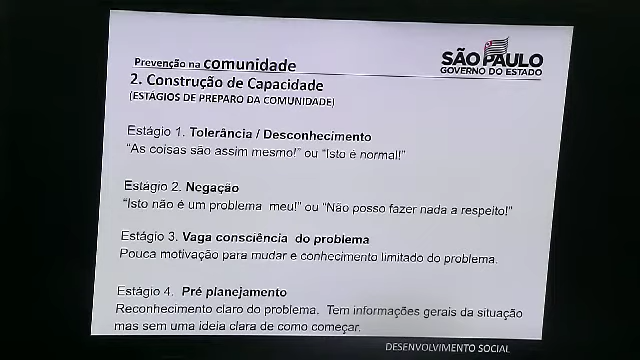 Prevenção na comunidade
SÃO PAULO
GOVERNO DO ESTADO
2. Construção de Capacidade
(ESTÁGIOS DE PREPARO DA COMUNIDADE)
Estágio 1. Tolerância / Desconhecimento
“As coisas são assim mesmo!” ou “Isto é normal!”
Estágio 2. Negação
“Isto não é um problema meu!” ou “Não posso fazer nada a respeito!”
Estágio 3. Vaga consciência do problema
Pouca motivação para mudar e conhecimento limitado do problema.
Estágio 4. Pré planejamento
Reconhecimento claro do problema. Tem informações gerais da situação
mas sem uma ideia clara de como começar.
DESENVOLVIMENTO SOCIAL